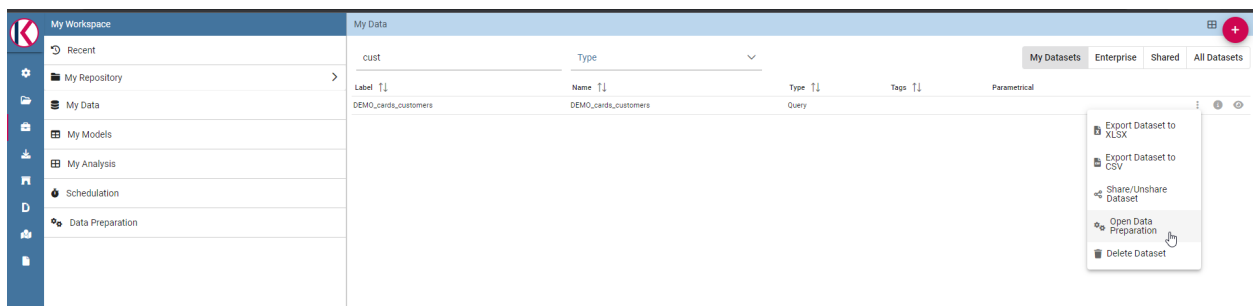 My Workspace
Recent
My Repository
My Data
My Models
My Analysis
Schedulation
Data Preparation
My Data
cust
Type
My Datasets Enterprise Shared All Datasets
Label Name Type Tags Parametrical
DEMO_cards_customers DEMO_cards_customers Query
Export Dataset to
XLSX
Export Dataset to
CSV
Share/Unshare
Dataset
Open Data
Preparation
Delete Dataset